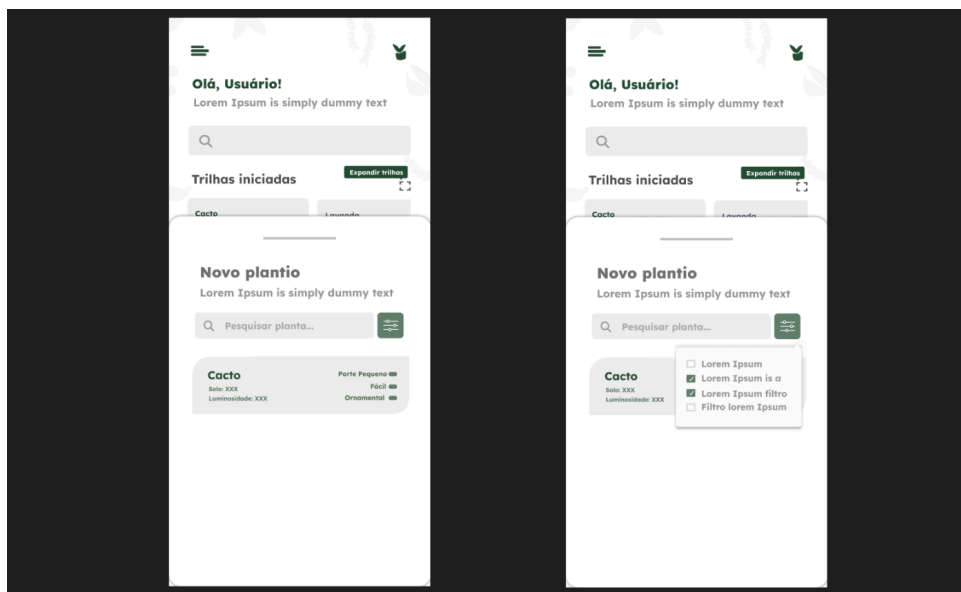 Olá, Usuário!
Lorem Ipsum is simply dummy text
Expandir trilhas
Trilhas iniciadas
Cacto
Lavanda
Novo plantio
Lorem Ipsum is simply dummy text
Pesquisar planta...
Cacto
Solo: XXX
Luminosidade: XXX
Porte Pequeno
Fácil
Ornamental
Olá, Usuário!
Lorem Ipsum is simply dummy text
Expandir trilhas
Trilhas iniciadas
Cacto
Lavanda
Novo plantio
Lorem Ipsum is simply dummy text
Pesquisar planta...
Cacto
Solo: XXX
Luminosidade: XXX
Lorem Ipsum
Lorem Ipsum is a
Lorem Ipsum filtro
Filtro lorem Ipsum